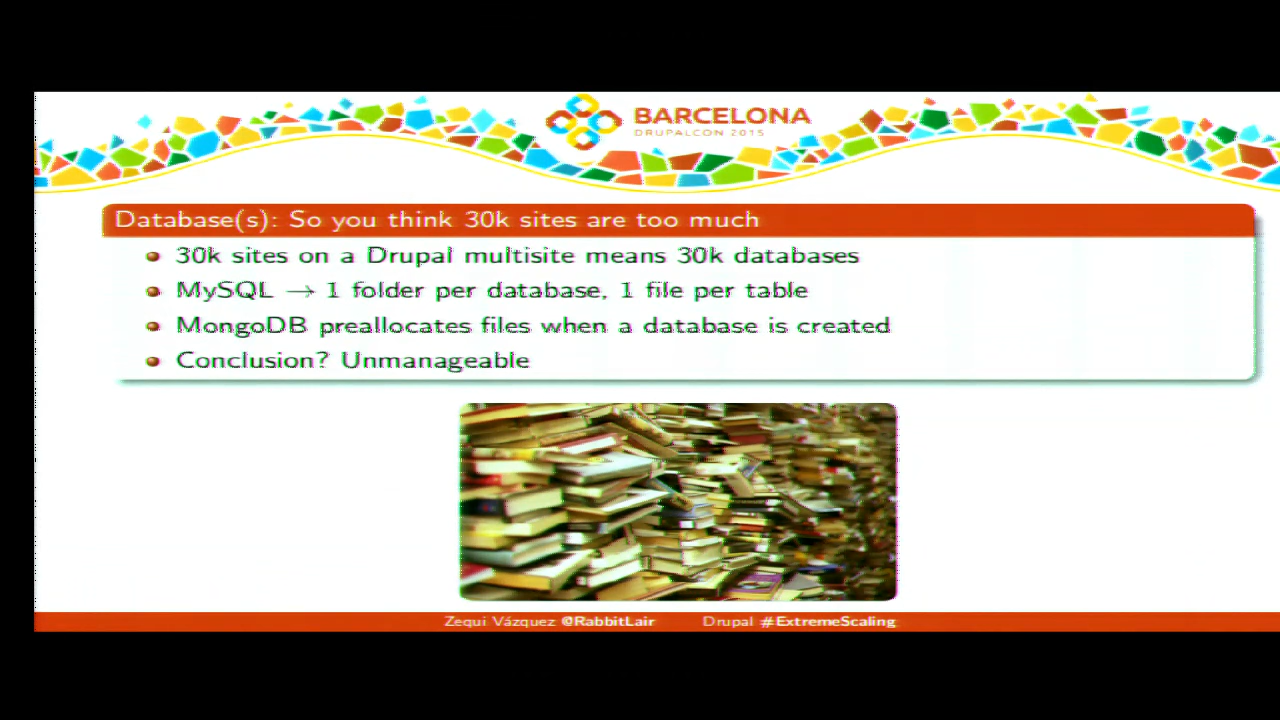 BARCELONA
DRUPALCON 2015
Database(s): So you think 30k sites are too much
30k sites on a Drupal multisite means 30k databases
MySQL → 1 folder per database, 1 file per table
MongoDB preallocates files when a database is created
Conclusion? Unmanageable
Zequi Vázquez @RabbitLair Drupal #ExtremeScaling